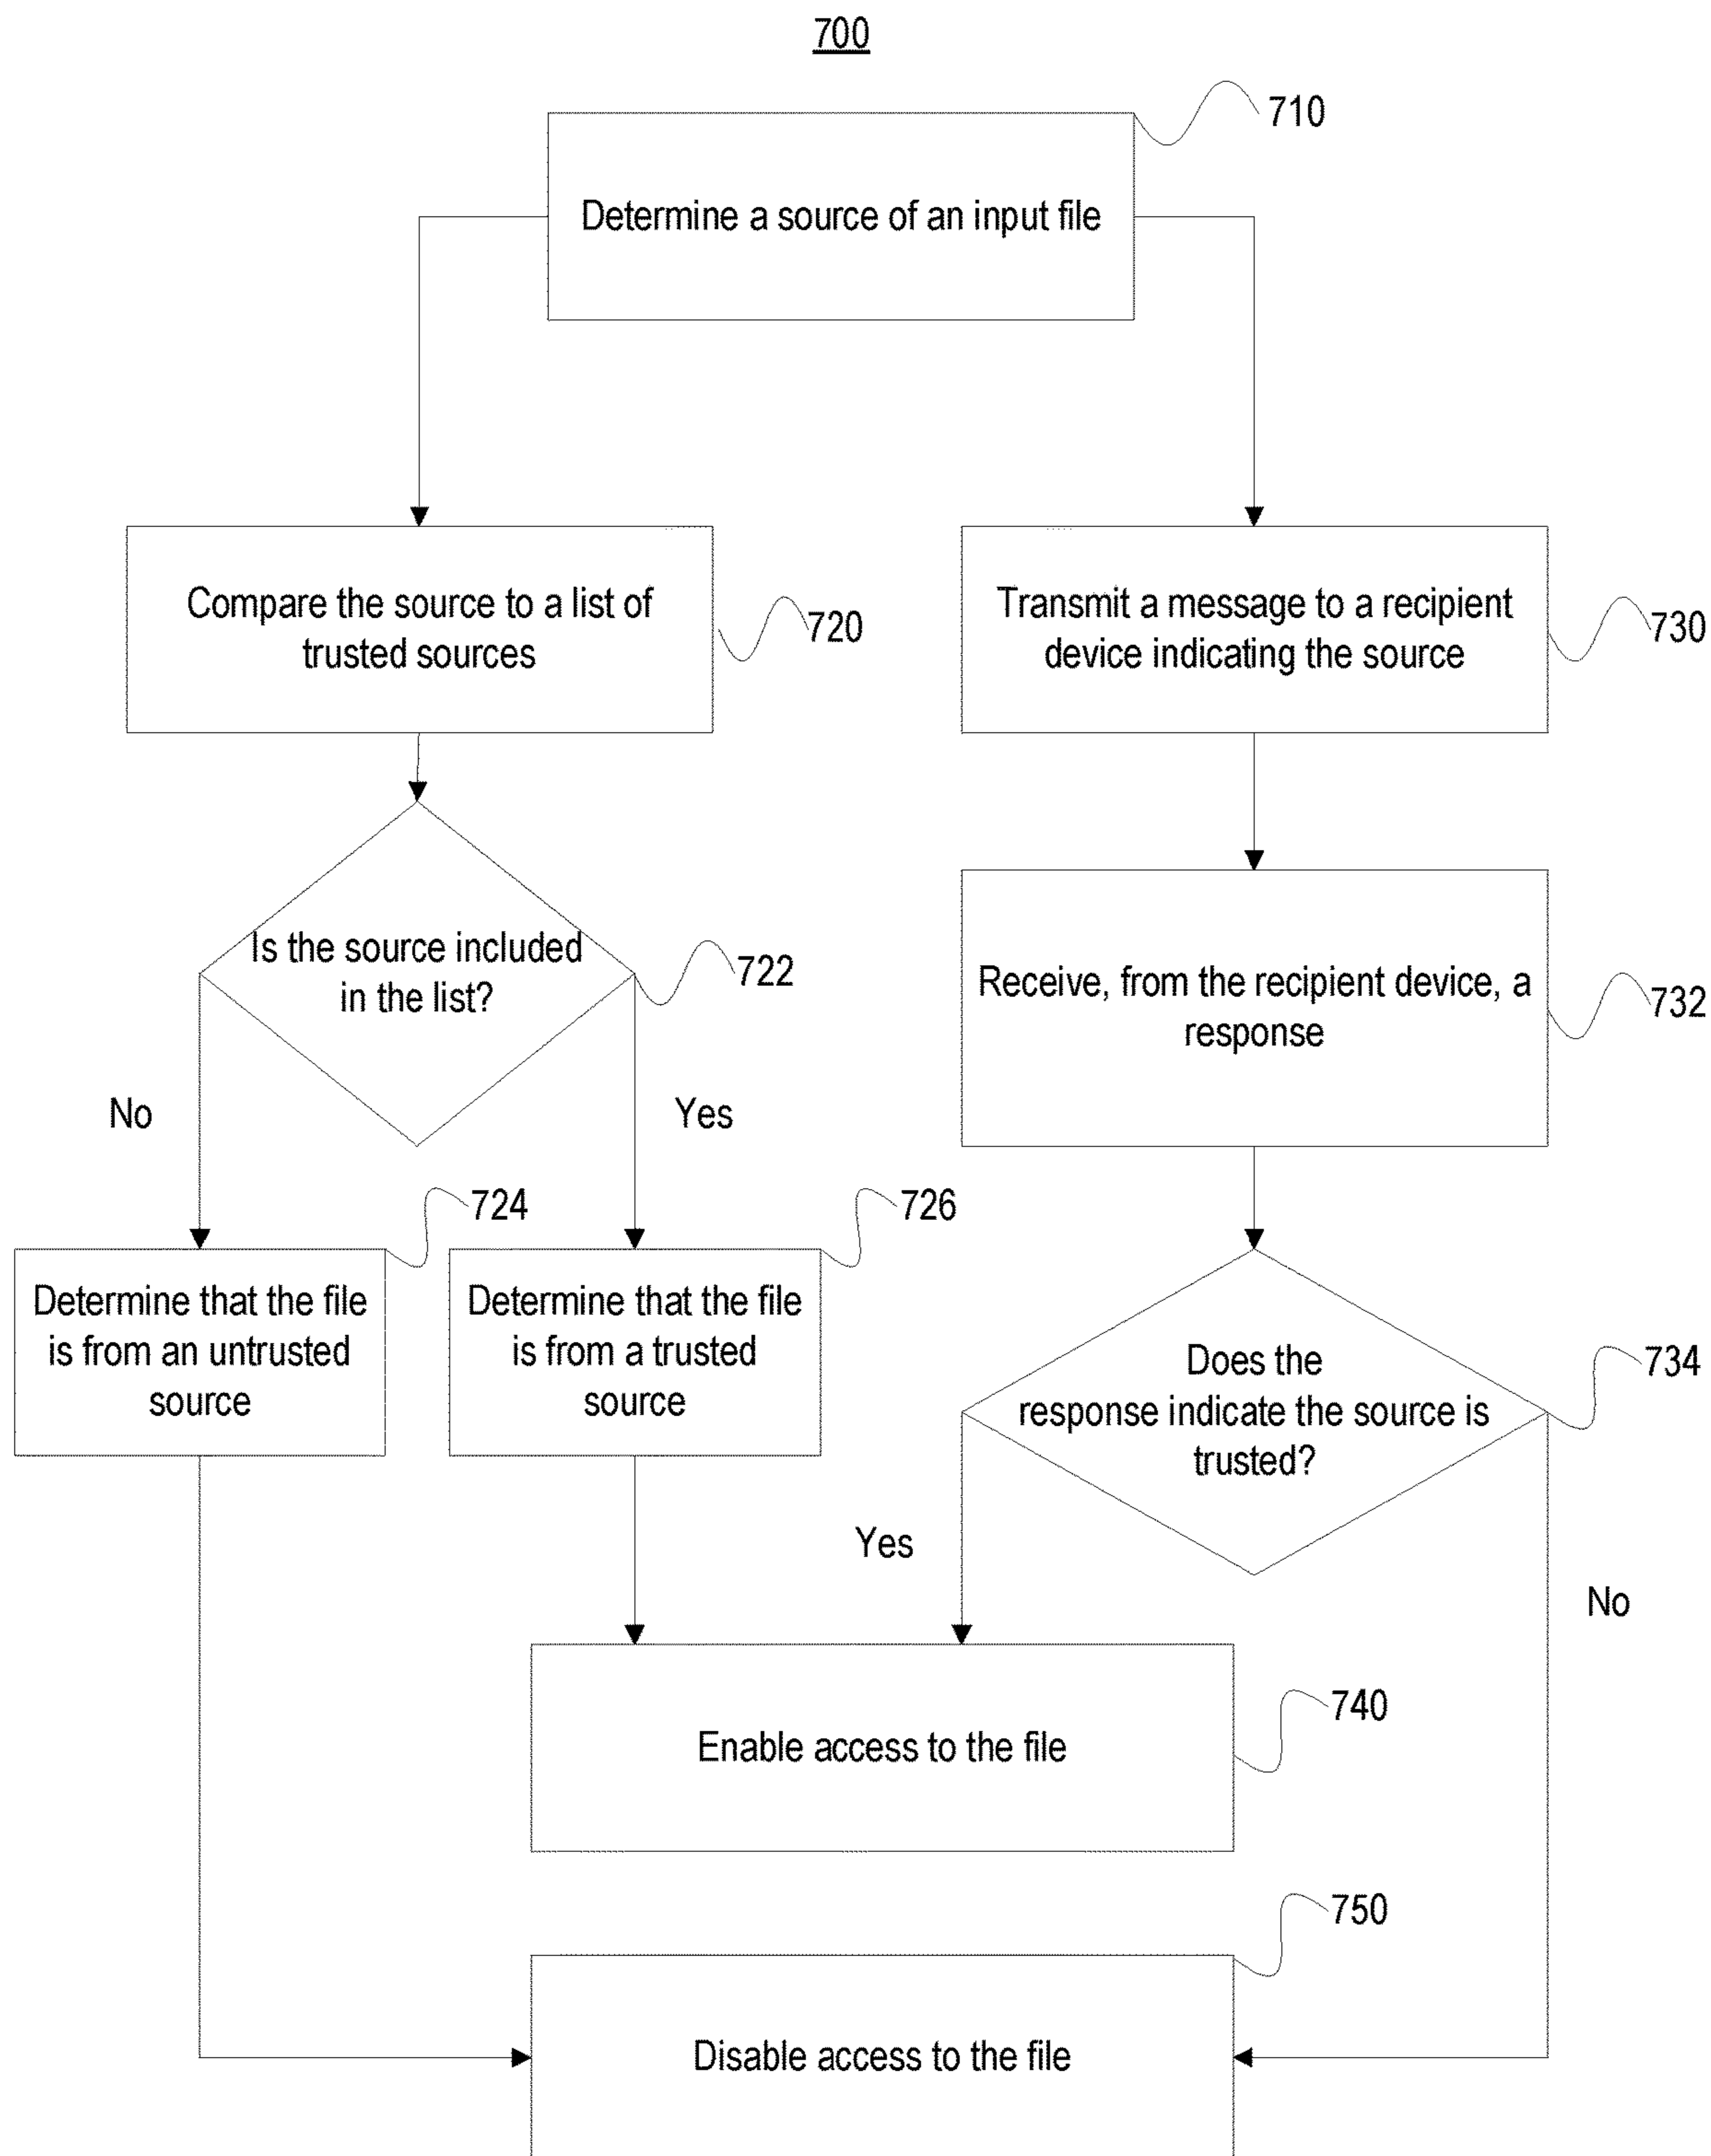 700
710
Determine a source of an input file
Compare the source to a list of
trusted sources
720
Transmit a message to a recipient
device indicating the source
730
Is the source included
in the list?
722
Receive, from the recipient device, a
response
732
No
Yes
724
726
Determine that the file
is from an untrusted
source
Determine that the file
is from a trusted
source
Does the
response indicate the source is
trusted?
734
Yes
No
740
Enable access to the file
750
Disable access to the file